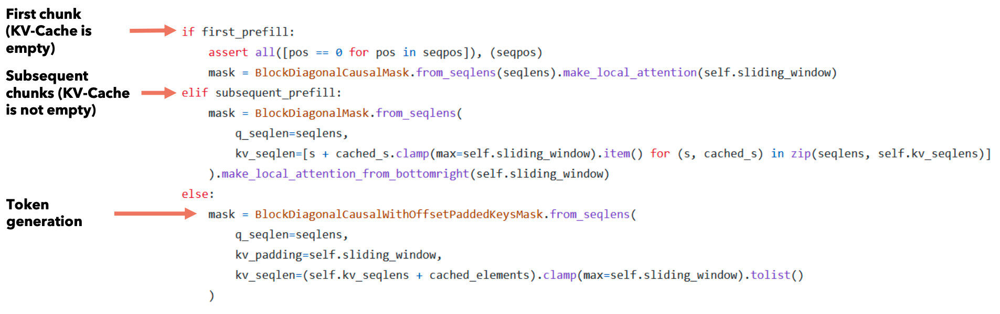 First chunk
(KV-Cache is
empty)
if first_prefill:
assert all([pos == 0 for pos in seqpos]), (seqpos)
mask = BlockDiagonalCausalMask.from_seqlens(seqlens).make_local_attention(self.sliding_window)
Subsequent
chunks (KV-Cache
is not empty)
elif subsequent_prefill:
mask = BlockDiagonalMask.from_seqlens(
q_seqlen=seqlens,
kv_seqlen=[s + cached_s.clamp(max=self.sliding_window).item() for (s, cached_s) in zip(seqlens, self.kv_seqlens)]
).make_local_attention_from_bottomright(self.sliding_window)
else:
Token
generation
mask = BlockDiagonalCausalWithOffsetPaddedKeysMask.from_seqlens(
q_seqlen=seqlens,
kv_padding=self.sliding_window,
kv_seqlen=(self.kv_seqlens + cached_elements).clamp(max=self.sliding_window).tolist()
)